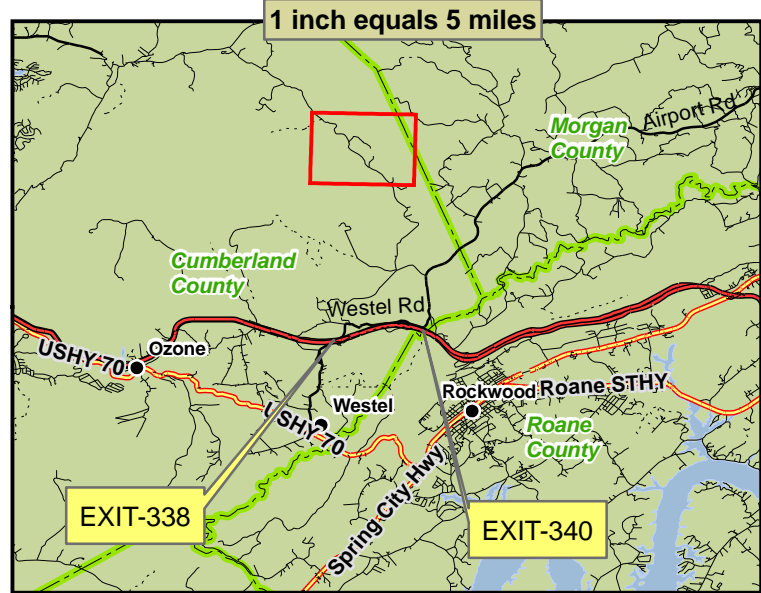 1 inch equals 5 miles
Airport Rd
Morgan
County
Cumberland
County
Westel Rd
USHY 70
Ozone
Rockwood
Roane STHY
Westel
USHY 70
Roane
County
Spring City Hwy
EXIT-338
EXIT-340